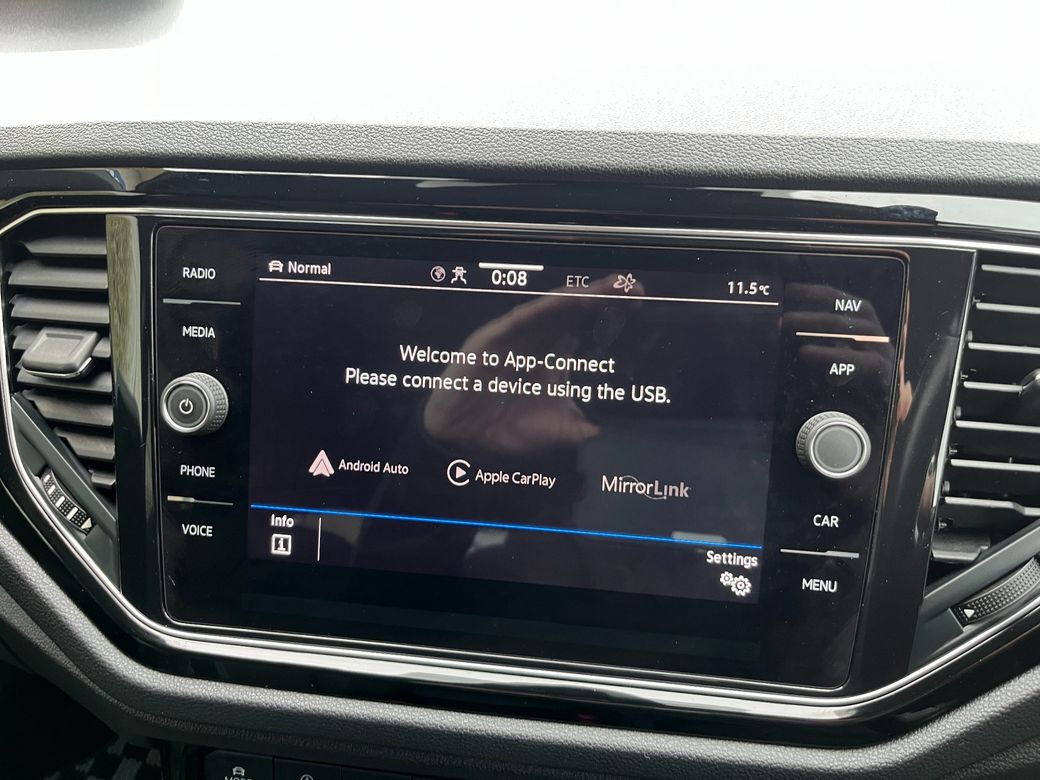 RADIO
MEDIA
PHONE
VOICE
Normal
0:08
ETC
11.5°C
Welcome to App-Connect
Please connect a device using the USB.
Android Auto
Apple CarPlay
MirrorLink
Info
i
Settings
NAV
APP
CAR
MENU